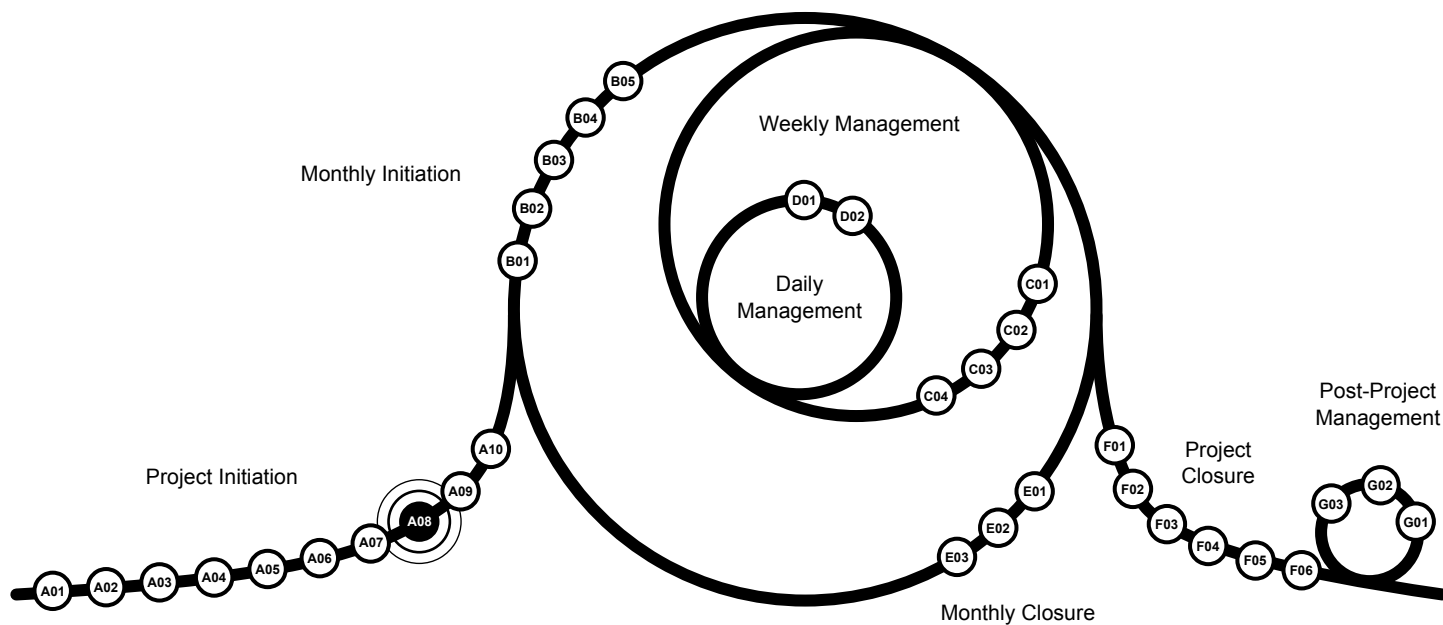 Project Initiation
A01
A02
A03
A04
A05
A06
A07
A08
A09
A10
Monthly Initiation
B01
B02
B03
B04
B05
Weekly Management
C01
C02
C03
C04
Daily
Management
D01
D02
Monthly Closure
E01
E02
E03
Project
Closure
F01
F02
F03
F04
F05
F06
Post-Project
Management
G01
G02
G03